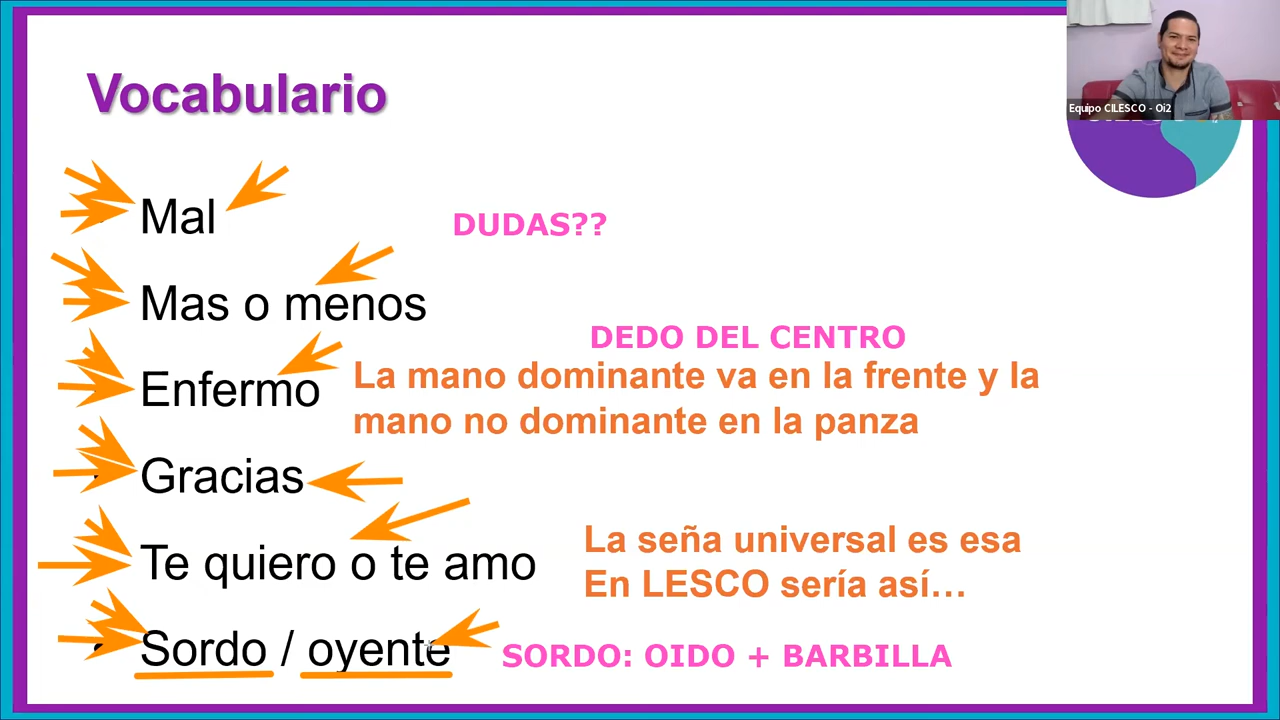 Vocabulario
Equipo CILESCO - Oi2
Mal
DUDAS??
Mas o menos
DEDO DEL CENTRO
Enfermo
La mano dominante va en la frente y la
mano no dominante en la panza
Gracias
Te quiero o te amo
La seña universal es esa
En LESCO sería así...
Sordo / oyente
SORDO: OIDO + BARBILLA